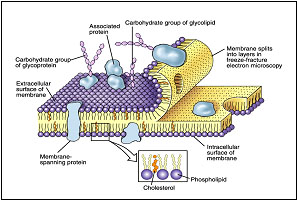 Carbohydrate group of glycolipid
Associated
protein
Carbohydrate group
of glycoprotein
Membrane splits
into layers in
freeze-fracture
electron microscopy
Extracellular
surface of
membrane
Membrane-
spanning protein
Intracellular
surface of
membrane
Phospholipid
Cholesterol